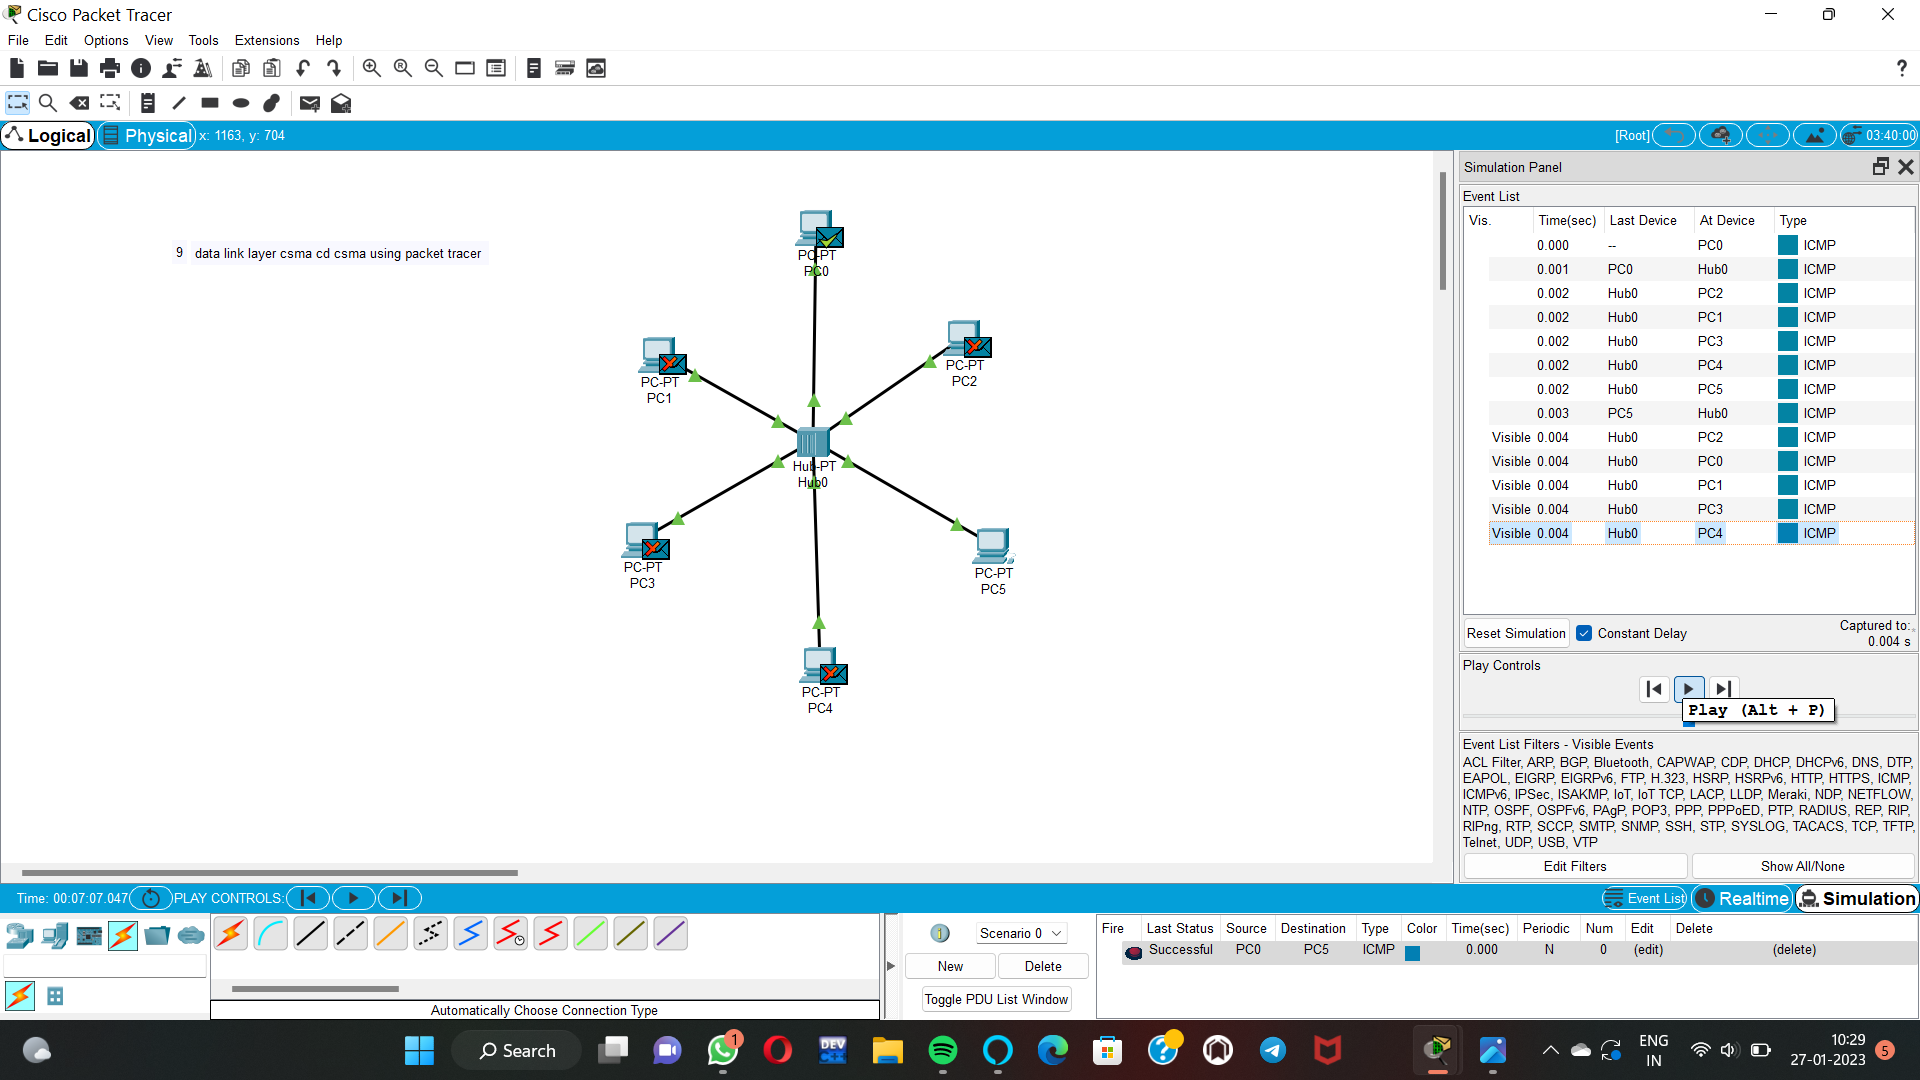 Cisco Packet Tracer
File Edit Options View Tools Extensions Help
?
Logical Physical x: 1163, y: 704 [Root] 03:40:00
9 data link layer csma cd csma using packet tracer
PC-PT
PC0
PC-PT
PC2
PC-PT
PC1
Hub-PT
Hub0
PC-PT
PC3
PC-PT
PC5
PC-PT
PC4
Simulation Panel
Event List
Vis. Time(sec) Last Device At Device Type
0.000 -- PC0 ICMP
0.001 PC0 Hub0 ICMP
0.002 Hub0 PC2 ICMP
0.002 Hub0 PC1 ICMP
0.002 Hub0 PC3 ICMP
0.002 Hub0 PC4 ICMP
0.002 Hub0 PC5 ICMP
0.003 PC5 Hub0 ICMP
Visible 0.004 Hub0 PC2 ICMP
Visible 0.004 Hub0 PC0 ICMP
Visible 0.004 Hub0 PC1 ICMP
Visible 0.004 Hub0 PC3 ICMP
Visible 0.004 Hub0 PC4 ICMP
Reset Simulation Constant Delay Captured to:
0.004 s
Play Controls
Play (Alt + P)
Event List Filters - Visible Events
ACL Filter, ARP, BGP, Bluetooth, CAPWAP, CDP, DHCP, DHCPv6, DNS, DTP,
EAPOL, EIGRP, EIGRPv6, FTP, H.323, HSRP, HSRPv6, HTTP, HTTPS, ICMP,
ICMPv6, IPSec, ISAKMP, IoT, IoT TCP, LACP, LLDP, Meraki, NDP, NETFLOW,
NTP, OSPF, OSPFv6, PAgP, POP3, PPP, PPPoED, PTP, RADIUS, REP, RIP,
RIPng, RTP, SCCP, SMTP, SNMP, SSH, STP, SYSLOG, TACACS, TCP, TFTP,
Telnet, UDP, USB, VTP
Edit Filters Show All/None
Time: 00:07:07.047 PLAY CONTROLS: Event List Realtime Simulation
Automatically Choose Connection Type
Scenario 0
New Delete
Toggle PDU List Window
Fire Last Status Source Destination Type Color Time(sec) Periodic Num Edit Delete
Successful PC0 PC5 ICMP 0.000 N 0 (edit) (delete)
Search DEV 1 ENG
IN
10:29
27-01-2023 5